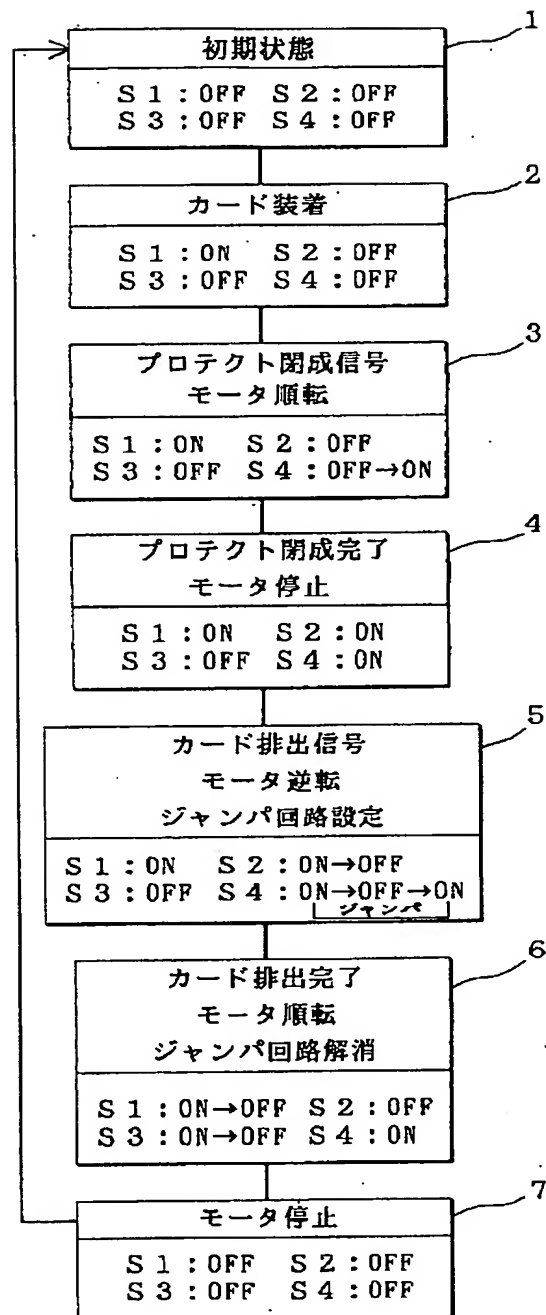 1
初期状態
S1:OFF S2:OFF
S3:OFF S4:OFF
2
カード装着
S1:ON S2:OFF
S3:OFF S4:OFF
3
プロテクト閉成信号
モータ順転
S1:ON S2:OFF
S3:OFF S4:OFF→ON
4
プロテクト閉成完了
モータ停止
S1:ON S2:ON
S3:OFF S4:ON
5
カード排出信号
モータ逆転
ジャンパ回路設定
S1:ON S2:ON→OFF
S3:OFF S4:ON→OFF→ON
ジャンパ
6
カード排出完了
モータ順転
ジャンパ回路解消
S1:ON→OFF S2:OFF
S3:ON→OFF S4:ON
7
モータ停止
S1:OFF S2:OFF
S3:OFF S4:OFF